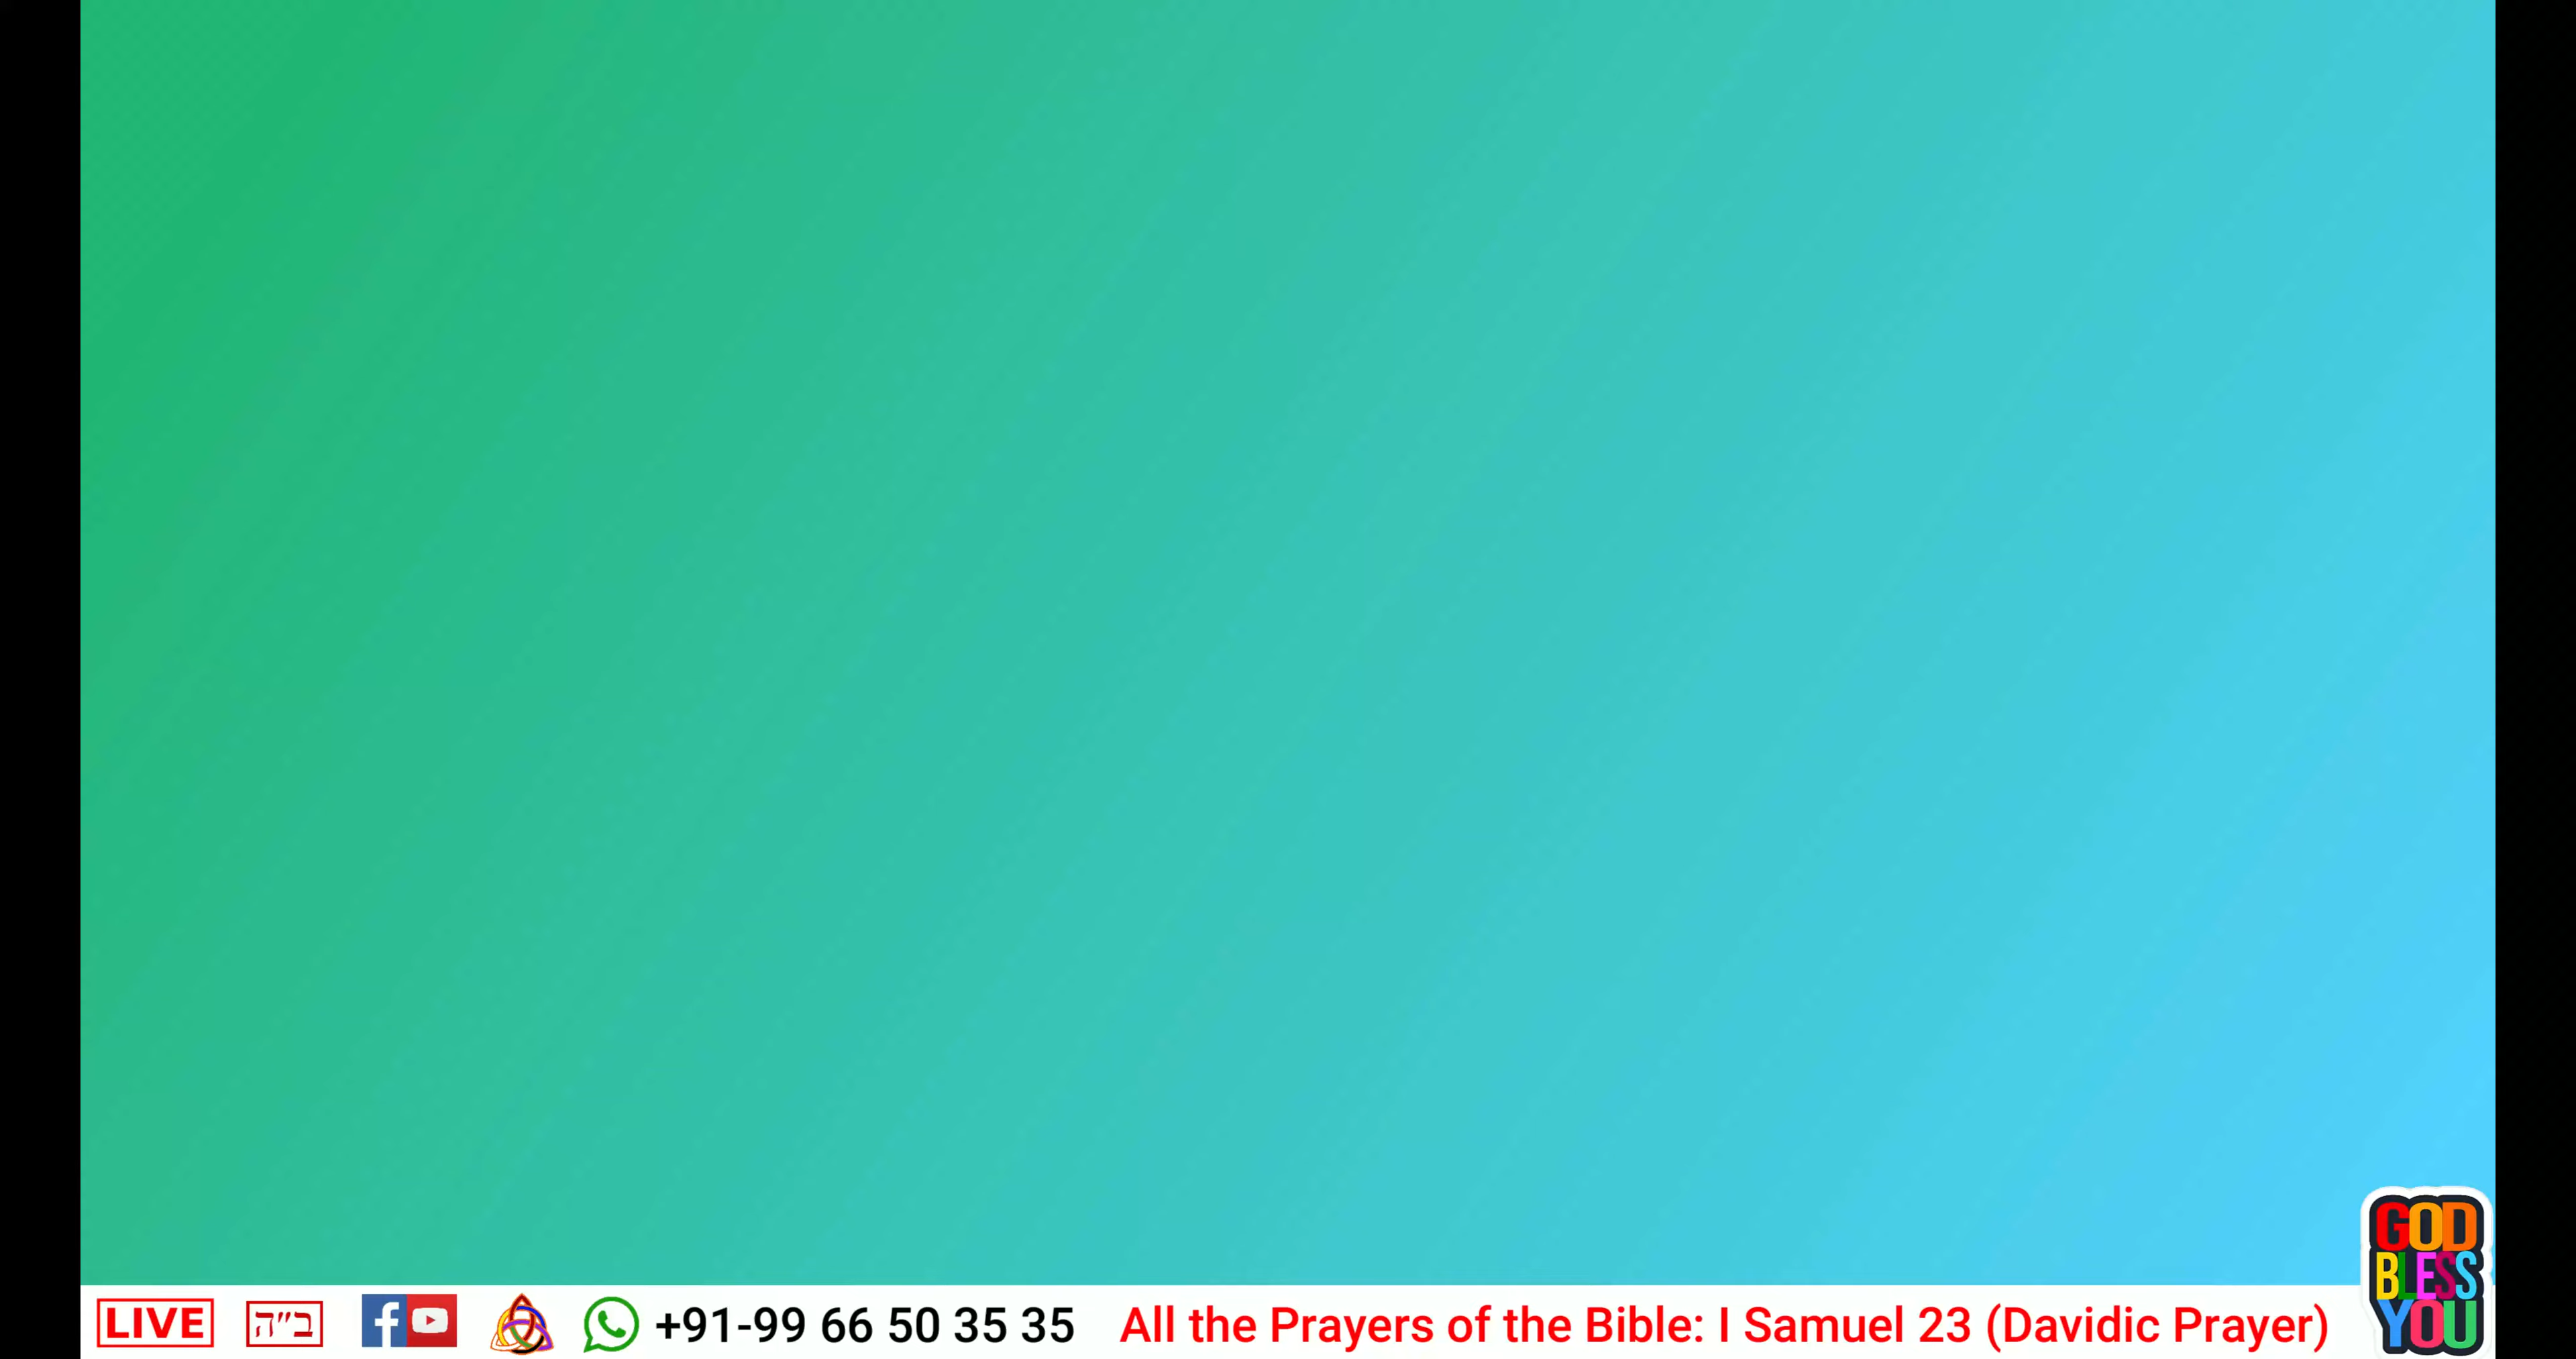 GOD
BLESS
YOU
LIVE
ב״ה
+91-99 66 50 35 35
All the Prayers of the Bible: I Samuel 23 (Davidic Prayer)